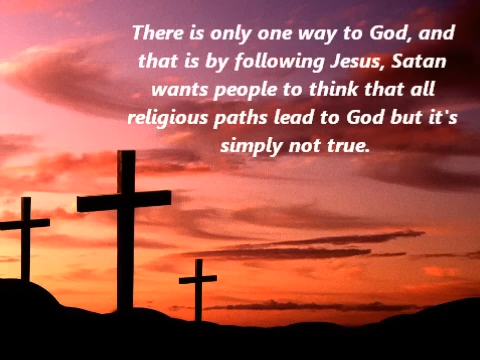 There is only one way to God, and
that is by following Jesus, Satan
wants people to think that all
religious paths lead to God but it's
simply not true.